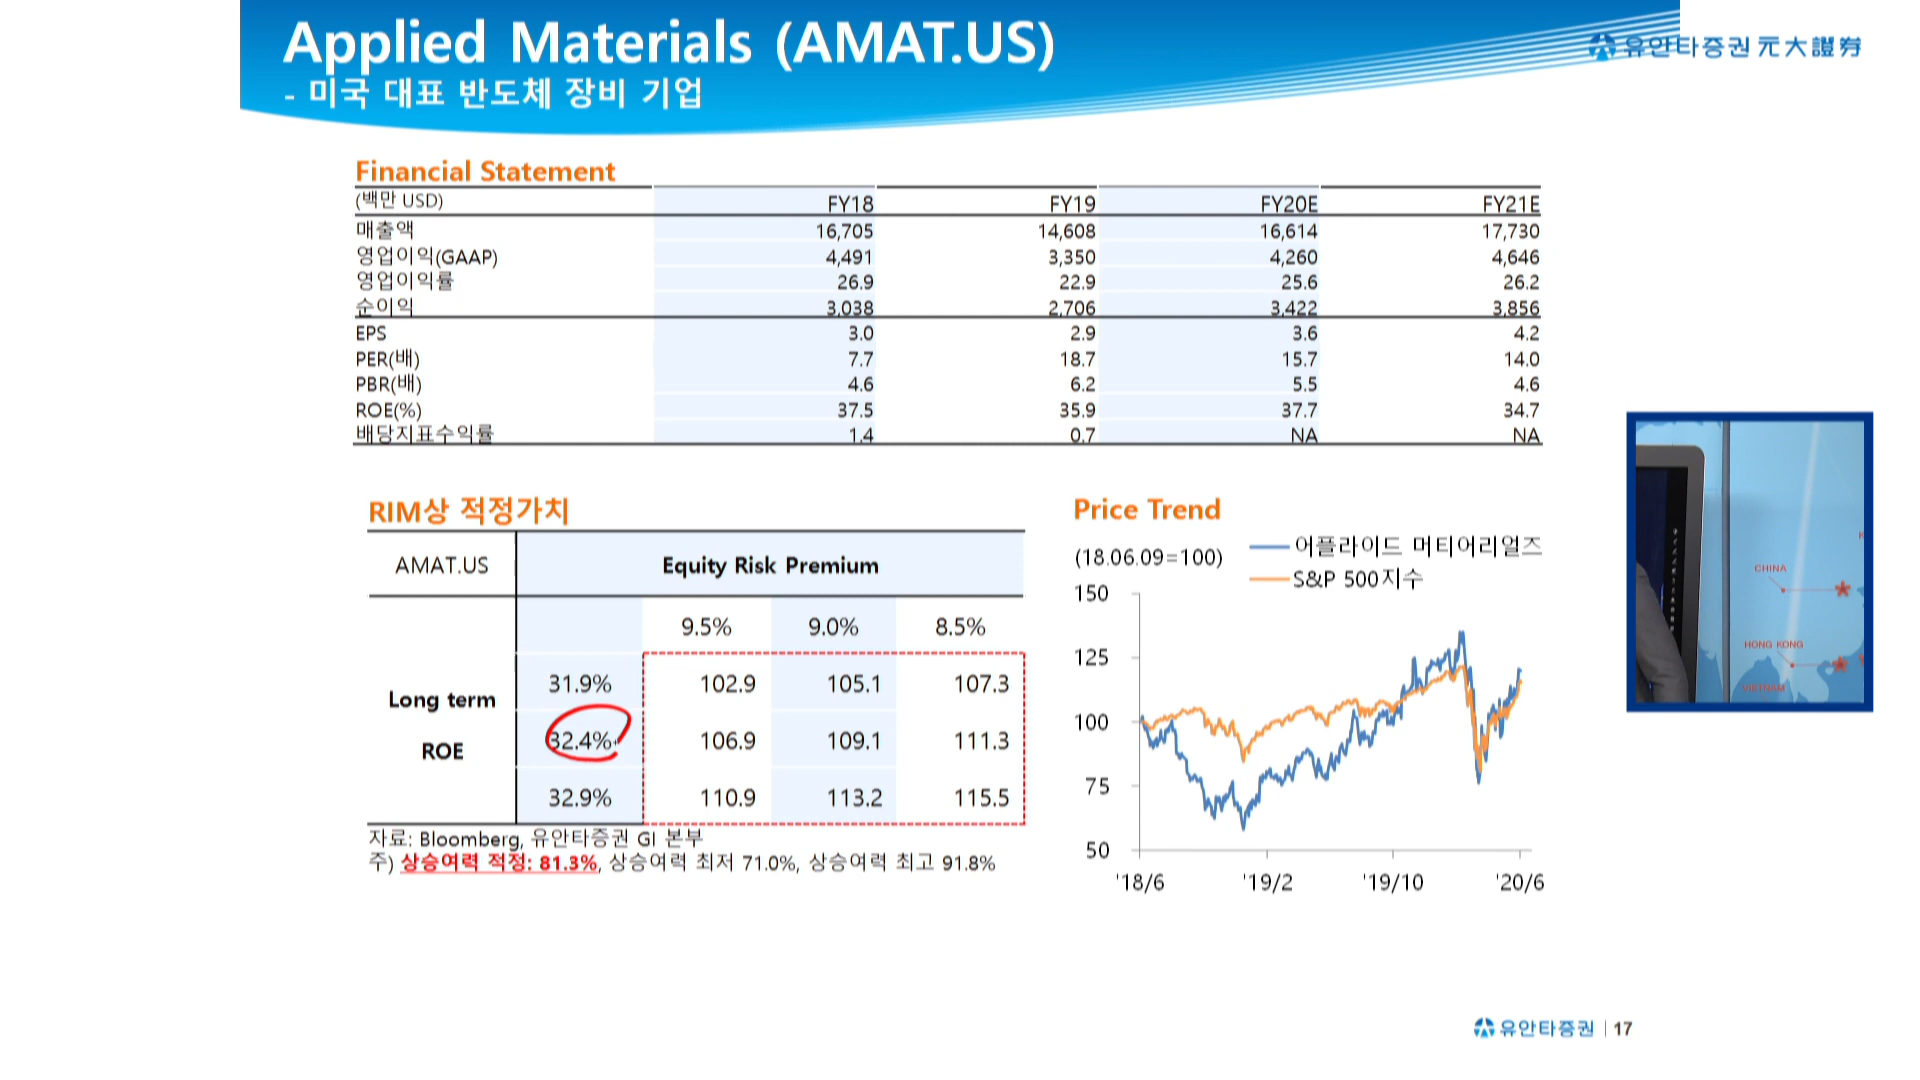 Applied Materials (AMAT.US)
- 미국 대표 반도체 장비 기업
유안타증권 元大證券
Financial Statement
(백만 USD) FY18 FY19 FY20E FY21E
매출액 16,705 14,608 16,614 17,730
영업이익(GAAP) 4,491 3,350 4,260 4,646
영업이익률 26.9 22.9 25.6 26.2
순이익 3,038 2,706 3,422 3,856
EPS 3.0 2.9 3.6 4.2
PER(배) 7.7 18.7 15.7 14.0
PBR(배) 4.6 6.2 5.5 4.6
ROE(%) 37.5 35.9 37.7 34.7
배당지표수익률 1.4 0.7 NA NA
RIM상 적정가치
AMAT.US Equity Risk Premium
9.5% 9.0% 8.5%
Long term ROE
31.9% 102.9 105.1 107.3
32.4% 106.9 109.1 111.3
32.9% 110.9 113.2 115.5
자료: Bloomberg, 유안타증권 GI 본부
주) 상승여력 적정: 81.3%, 상승여력 최저 71.0%, 상승여력 최고 91.8%
Price Trend
(18.06.09=100)
어플라이드 머티어리얼즈
S&P 500지수
150
125
100
75
50
'18/6 '19/2 '19/10 '20/6
CHINA
HONG KONG
VIETNAM
유안타증권 | 17